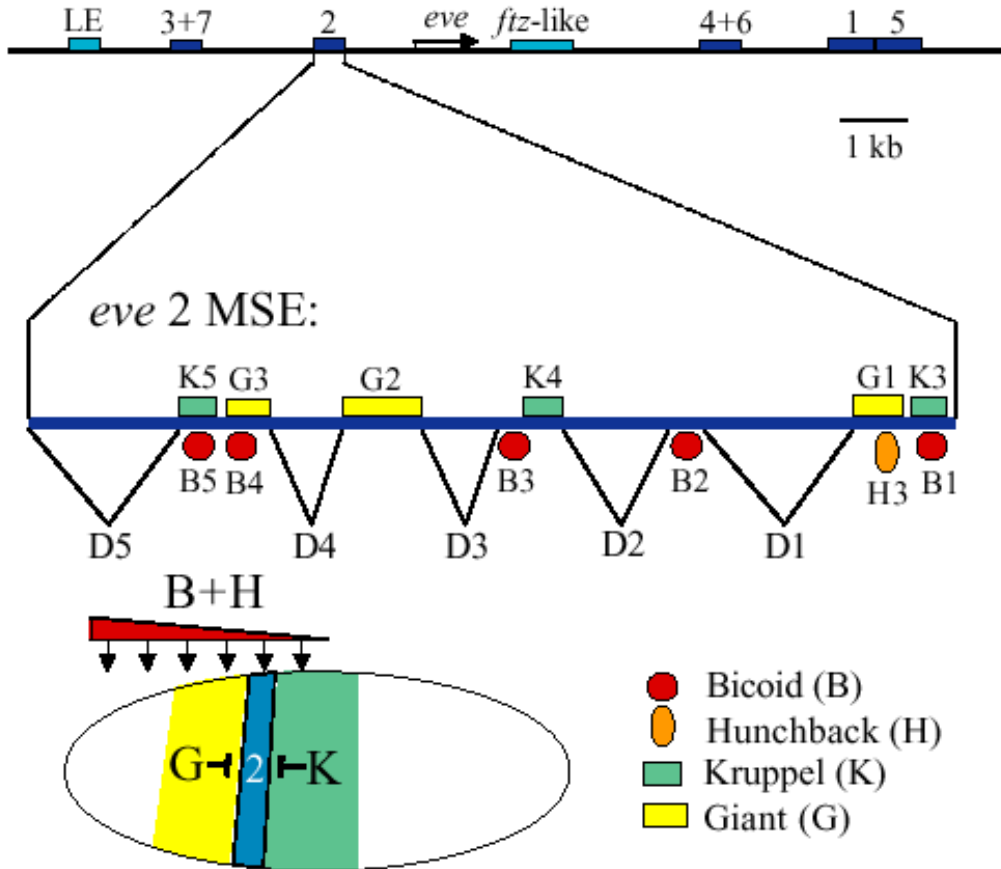 LE 3+7 2 eve ftz-like 4+6 1 5
1 kb
eve 2 MSE:
K5 G3 G2 K4 G1 K3
B5 B4 B3 B2 H3 B1
D5 D4 D3 D2 D1
B+H
G 2 K
Bicoid (B)
Hunchback (H)
Kruppel (K)
Giant (G)